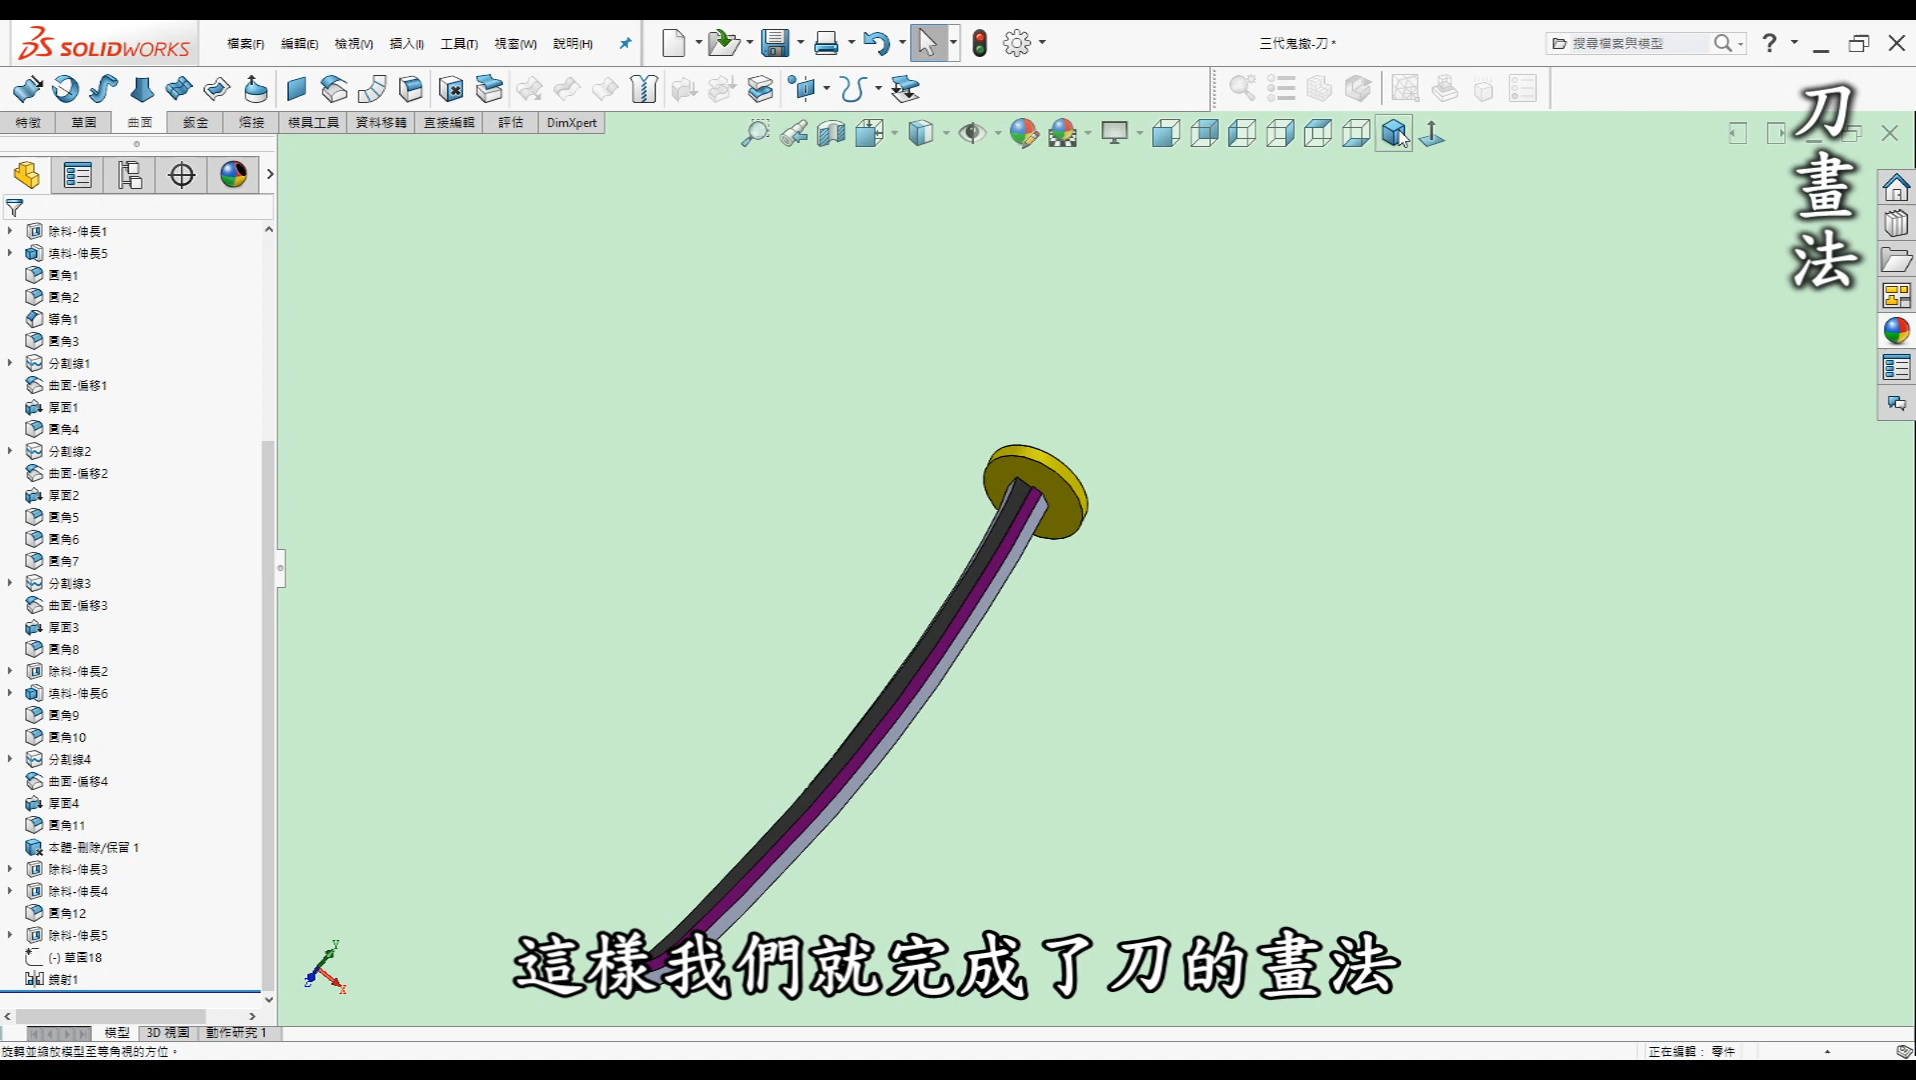 SOLIDWORKS
檔案(F) 編輯(E) 檢視(V) 插入(I) 工具(T) 視窗(W) 說明(H)
三代鬼撤-刀 *
搜尋檔案與模型
特徵 草圖 曲面 鈑金 熔接 模具工具 資料移轉 直接編輯 評估 DimXpert
刀畫法
除料-伸長1
填料-伸長5
圓角1
圓角2
導角1
圓角3
分割線1
曲面-偏移1
厚面1
圓角4
分割線2
曲面-偏移2
厚面2
圓角5
圓角6
圓角7
分割線3
曲面-偏移3
厚面3
圓角8
除料-伸長2
填料-伸長6
圓角9
圓角10
分割線4
曲面-偏移4
厚面4
圓角11
本體-刪除/保留 1
除料-伸長3
除料-伸長4
圓角12
除料-伸長5
(-) 草圖18
鏡射1
Y
Z
X
這樣我們就完成了刀的畫法
模型 3D 視圖 動作研究 1
旋轉並縮放模型至等角視的方位。
正在編輯： 零件